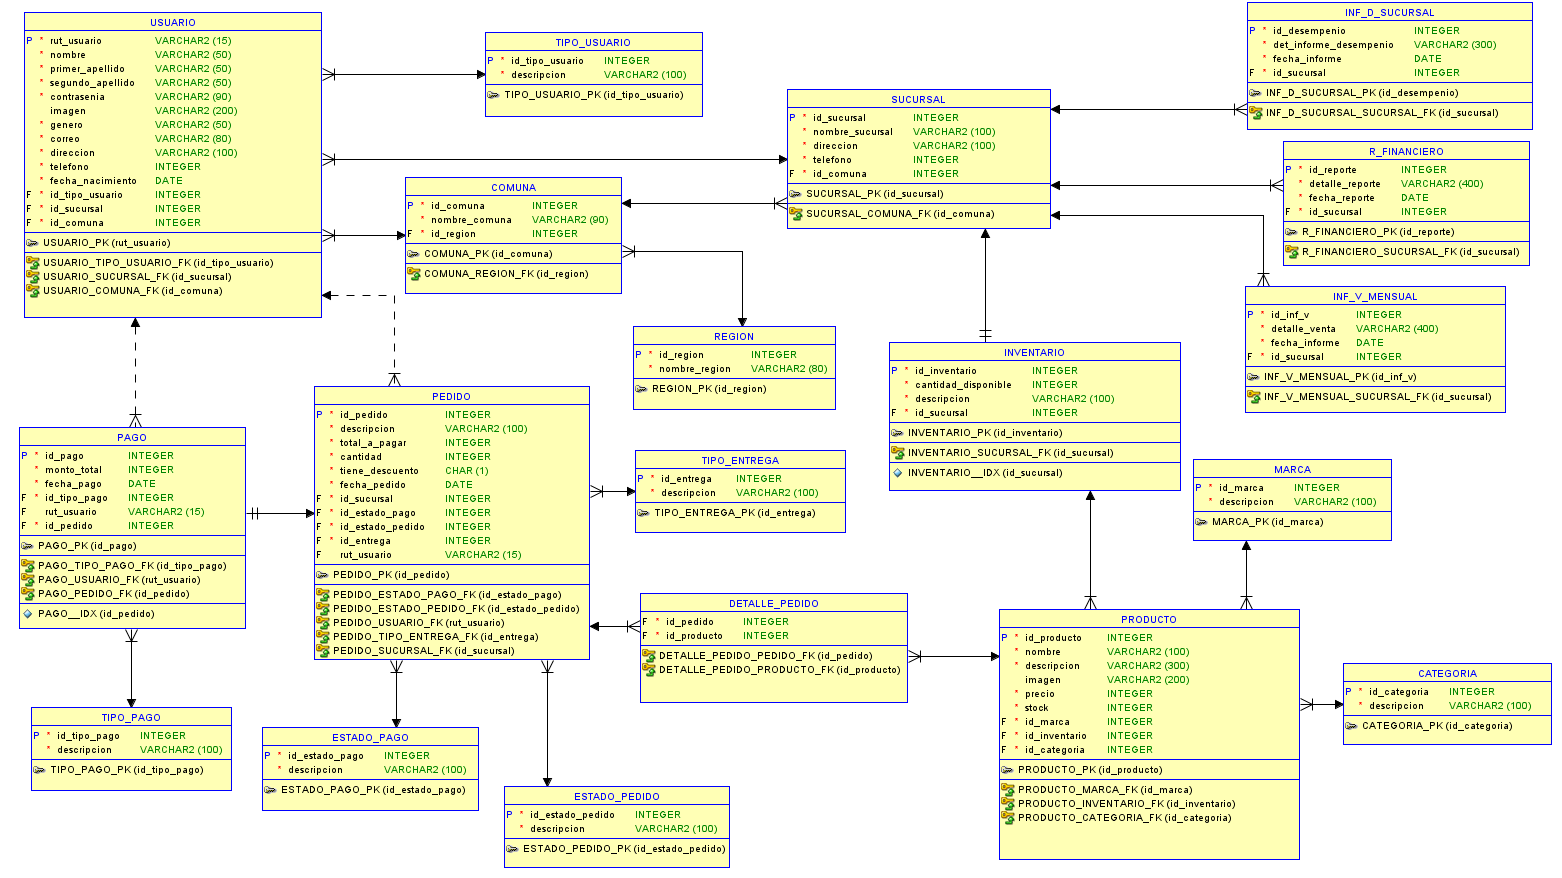 USUARIO
P * rut_usuario VARCHAR2 (15)
* nombre VARCHAR2 (50)
* primer_apellido VARCHAR2 (50)
* segundo_apellido VARCHAR2 (50)
* contrasenia VARCHAR2 (90)
imagen VARCHAR2 (200)
* genero VARCHAR2 (50)
* correo VARCHAR2 (80)
* direccion VARCHAR2 (100)
* telefono INTEGER
* fecha_nacimiento DATE
F * id_tipo_usuario INTEGER
F * id_sucursal INTEGER
F * id_comuna INTEGER
USUARIO_PK (rut_usuario)
USUARIO_TIPO_USUARIO_FK (id_tipo_usuario)
USUARIO_SUCURSAL_FK (id_sucursal)
USUARIO_COMUNA_FK (id_comuna)
TIPO_USUARIO
P * id_tipo_usuario INTEGER
* descripcion VARCHAR2 (100)
TIPO_USUARIO_PK (id_tipo_usuario)
SUCURSAL
P * id_sucursal INTEGER
* nombre_sucursal VARCHAR2 (100)
* direccion VARCHAR2 (100)
* telefono INTEGER
F * id_comuna INTEGER
SUCURSAL_PK (id_sucursal)
SUCURSAL_COMUNA_FK (id_comuna)
INF_D_SUCURSAL
P * id_desempenio INTEGER
* det_informe_desempenio VARCHAR2 (300)
* fecha_informe DATE
F * id_sucursal INTEGER
INF_D_SUCURSAL_PK (id_desempenio)
INF_D_SUCURSAL_SUCURSAL_FK (id_sucursal)
R_FINANCIERO
P * id_reporte INTEGER
* detalle_reporte VARCHAR2 (400)
* fecha_reporte DATE
F * id_sucursal INTEGER
R_FINANCIERO_PK (id_reporte)
R_FINANCIERO_SUCURSAL_FK (id_sucursal)
COMUNA
P * id_comuna INTEGER
* nombre_comuna VARCHAR2 (90)
F * id_region INTEGER
COMUNA_PK (id_comuna)
COMUNA_REGION_FK (id_region)
INF_V_MENSUAL
P * id_inf_v INTEGER
* detalle_venta VARCHAR2 (400)
* fecha_informe DATE
F * id_sucursal INTEGER
INF_V_MENSUAL_PK (id_inf_v)
INF_V_MENSUAL_SUCURSAL_FK (id_sucursal)
REGION
P * id_region INTEGER
* nombre_region VARCHAR2 (80)
REGION_PK (id_region)
INVENTARIO
P * id_inventario INTEGER
* cantidad_disponible INTEGER
* descripcion VARCHAR2 (100)
F * id_sucursal INTEGER
INVENTARIO_PK (id_inventario)
INVENTARIO_SUCURSAL_FK (id_sucursal)
INVENTARIO__IDX (id_sucursal)
PEDIDO
P * id_pedido INTEGER
* descripcion VARCHAR2 (100)
* total_a_pagar INTEGER
* cantidad INTEGER
* tiene_descuento CHAR (1)
* fecha_pedido DATE
F * id_sucursal INTEGER
F * id_estado_pago INTEGER
F * id_estado_pedido INTEGER
F * id_entrega INTEGER
F rut_usuario VARCHAR2 (15)
PEDIDO_PK (id_pedido)
PEDIDO_ESTADO_PAGO_FK (id_estado_pago)
PEDIDO_ESTADO_PEDIDO_FK (id_estado_pedido)
PEDIDO_USUARIO_FK (rut_usuario)
PEDIDO_TIPO_ENTREGA_FK (id_entrega)
PEDIDO_SUCURSAL_FK (id_sucursal)
PAGO
P * id_pago INTEGER
* monto_total INTEGER
* fecha_pago DATE
F * id_tipo_pago INTEGER
F rut_usuario VARCHAR2 (15)
F * id_pedido INTEGER
PAGO_PK (id_pago)
PAGO_TIPO_PAGO_FK (id_tipo_pago)
PAGO_USUARIO_FK (rut_usuario)
PAGO_PEDIDO_FK (id_pedido)
PAGO__IDX (id_pedido)
TIPO_ENTREGA
P * id_entrega INTEGER
* descripcion VARCHAR2 (100)
TIPO_ENTREGA_PK (id_entrega)
MARCA
P * id_marca INTEGER
* descripcion VARCHAR2 (100)
MARCA_PK (id_marca)
DETALLE_PEDIDO
F * id_pedido INTEGER
F * id_producto INTEGER
DETALLE_PEDIDO_PEDIDO_FK (id_pedido)
DETALLE_PEDIDO_PRODUCTO_FK (id_producto)
PRODUCTO
P * id_producto INTEGER
* nombre VARCHAR2 (100)
* descripcion VARCHAR2 (300)
imagen VARCHAR2 (200)
* precio INTEGER
* stock INTEGER
F * id_marca INTEGER
F * id_inventario INTEGER
F * id_categoria INTEGER
PRODUCTO_PK (id_producto)
PRODUCTO_MARCA_FK (id_marca)
PRODUCTO_INVENTARIO_FK (id_inventario)
PRODUCTO_CATEGORIA_FK (id_categoria)
CATEGORIA
P * id_categoria INTEGER
* descripcion VARCHAR2 (100)
CATEGORIA_PK (id_categoria)
TIPO_PAGO
P * id_tipo_pago INTEGER
* descripcion VARCHAR2 (100)
TIPO_PAGO_PK (id_tipo_pago)
ESTADO_PAGO
P * id_estado_pago INTEGER
* descripcion VARCHAR2 (100)
ESTADO_PAGO_PK (id_estado_pago)
ESTADO_PEDIDO
P * id_estado_pedido INTEGER
* descripcion VARCHAR2 (100)
ESTADO_PEDIDO_PK (id_estado_pedido)